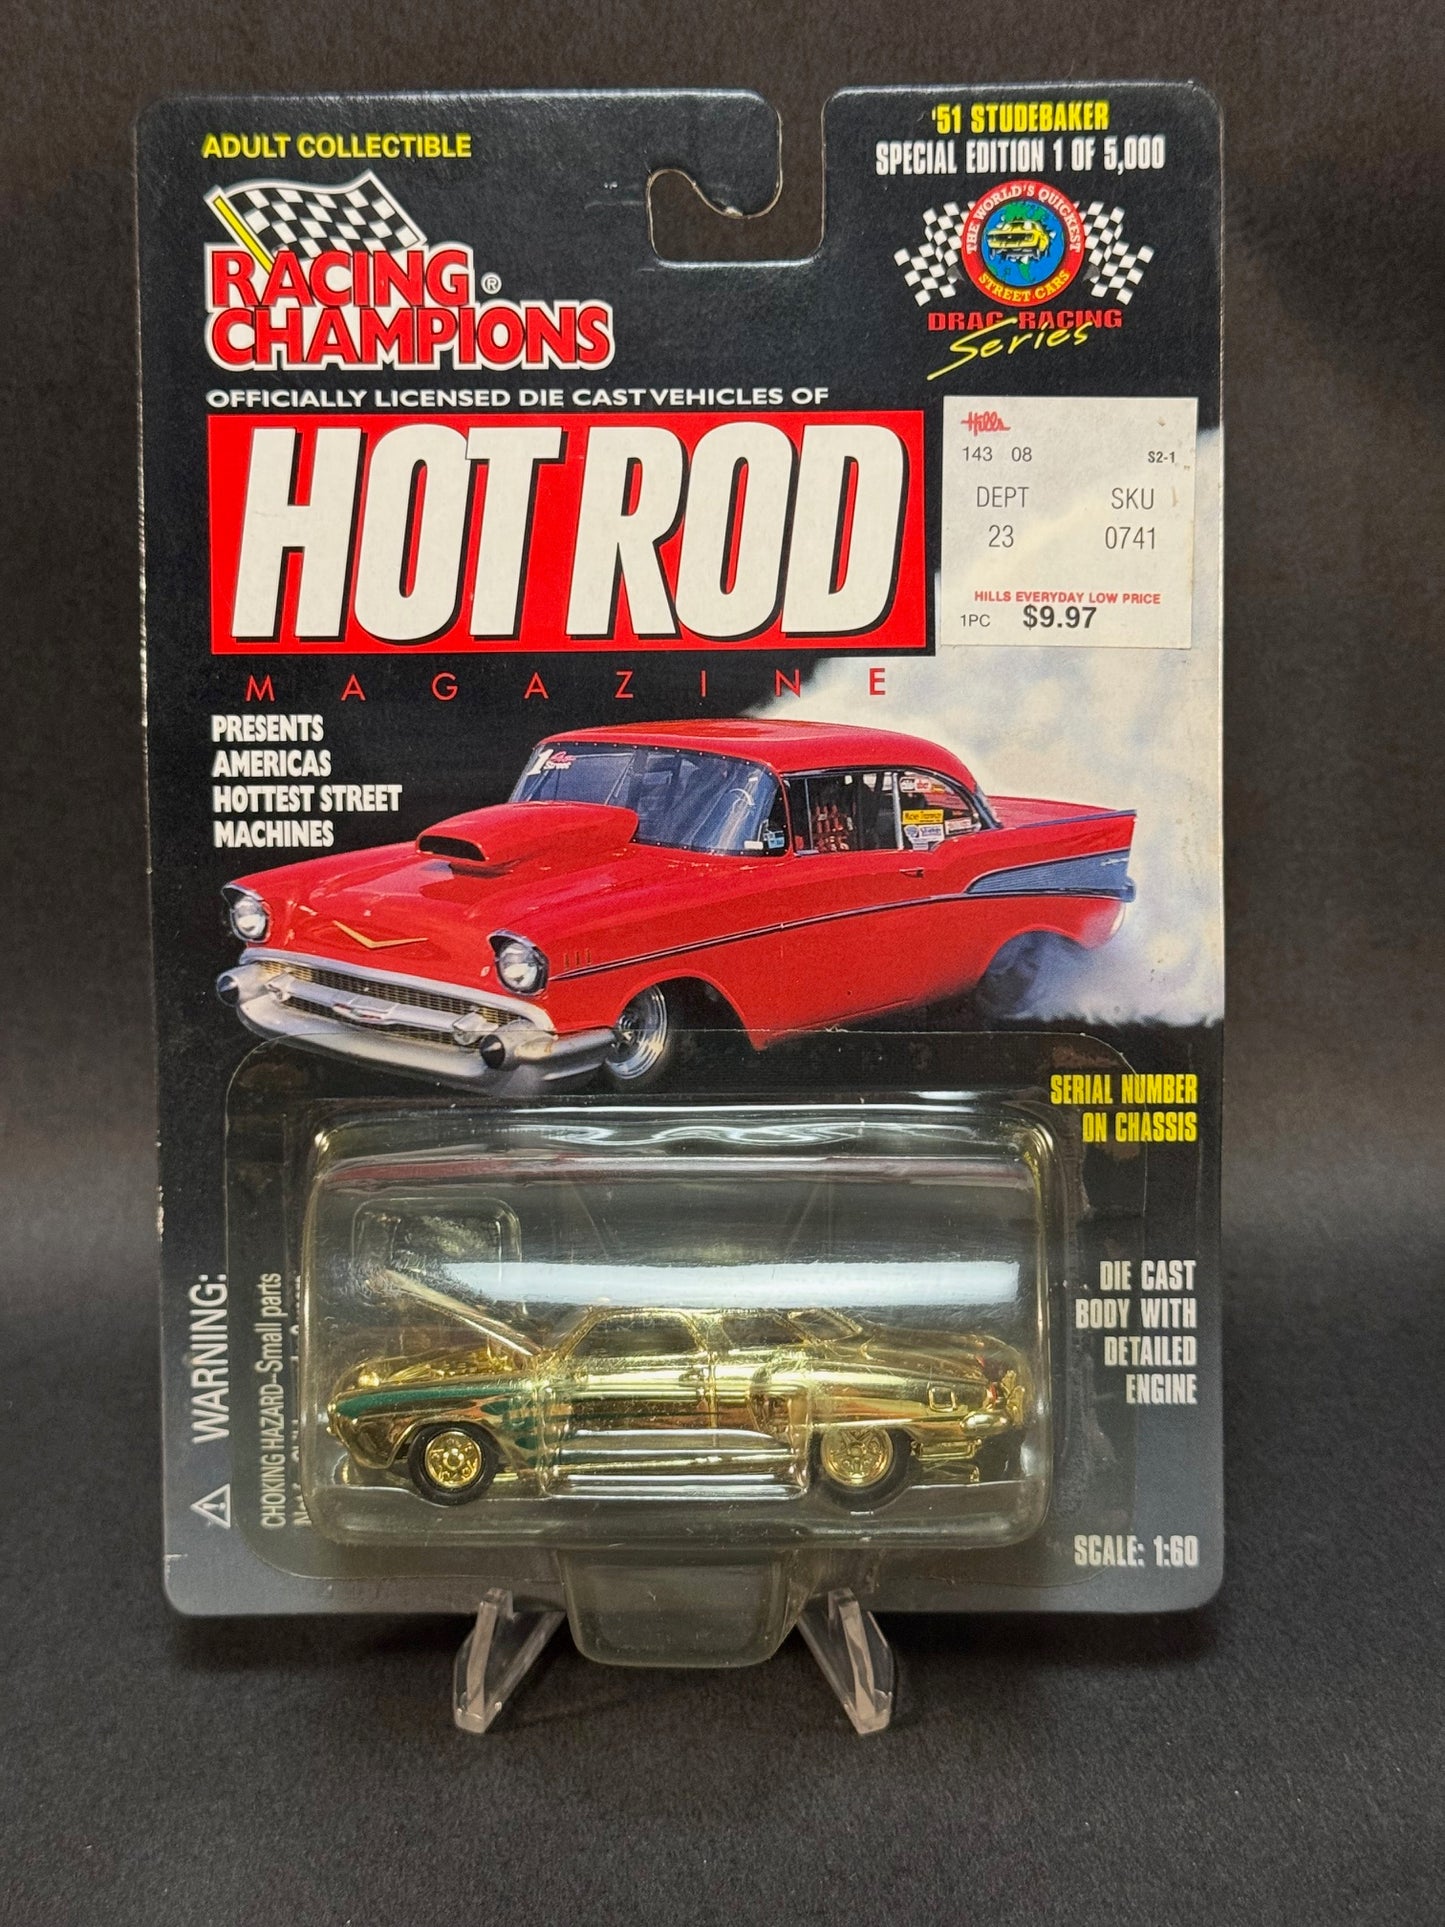 ADULT COLLECTIBLE
'51 STUDEBAKER
SPECIAL EDITION 1 OF 5,000
THE WORLD'S QUICKEST
STREET CARS
DRAG RACING
Series
RACING ®
CHAMPIONS
OFFICIALLY LICENSED DIE CAST VEHICLES OF
HOT ROD
MAGAZINE
Hills
143 08 S2-1
DEPT SKU
23 0741
HILLS EVERYDAY LOW PRICE
1PC $9.97
PRESENTS
AMERICAS
HOTTEST STREET
MACHINES
1
Street
SERIAL NUMBER
ON CHASSIS
DIE CAST
BODY WITH
DETAILED
ENGINE
SCALE: 1:60
WARNING:
CHOKING HAZARD--Small parts